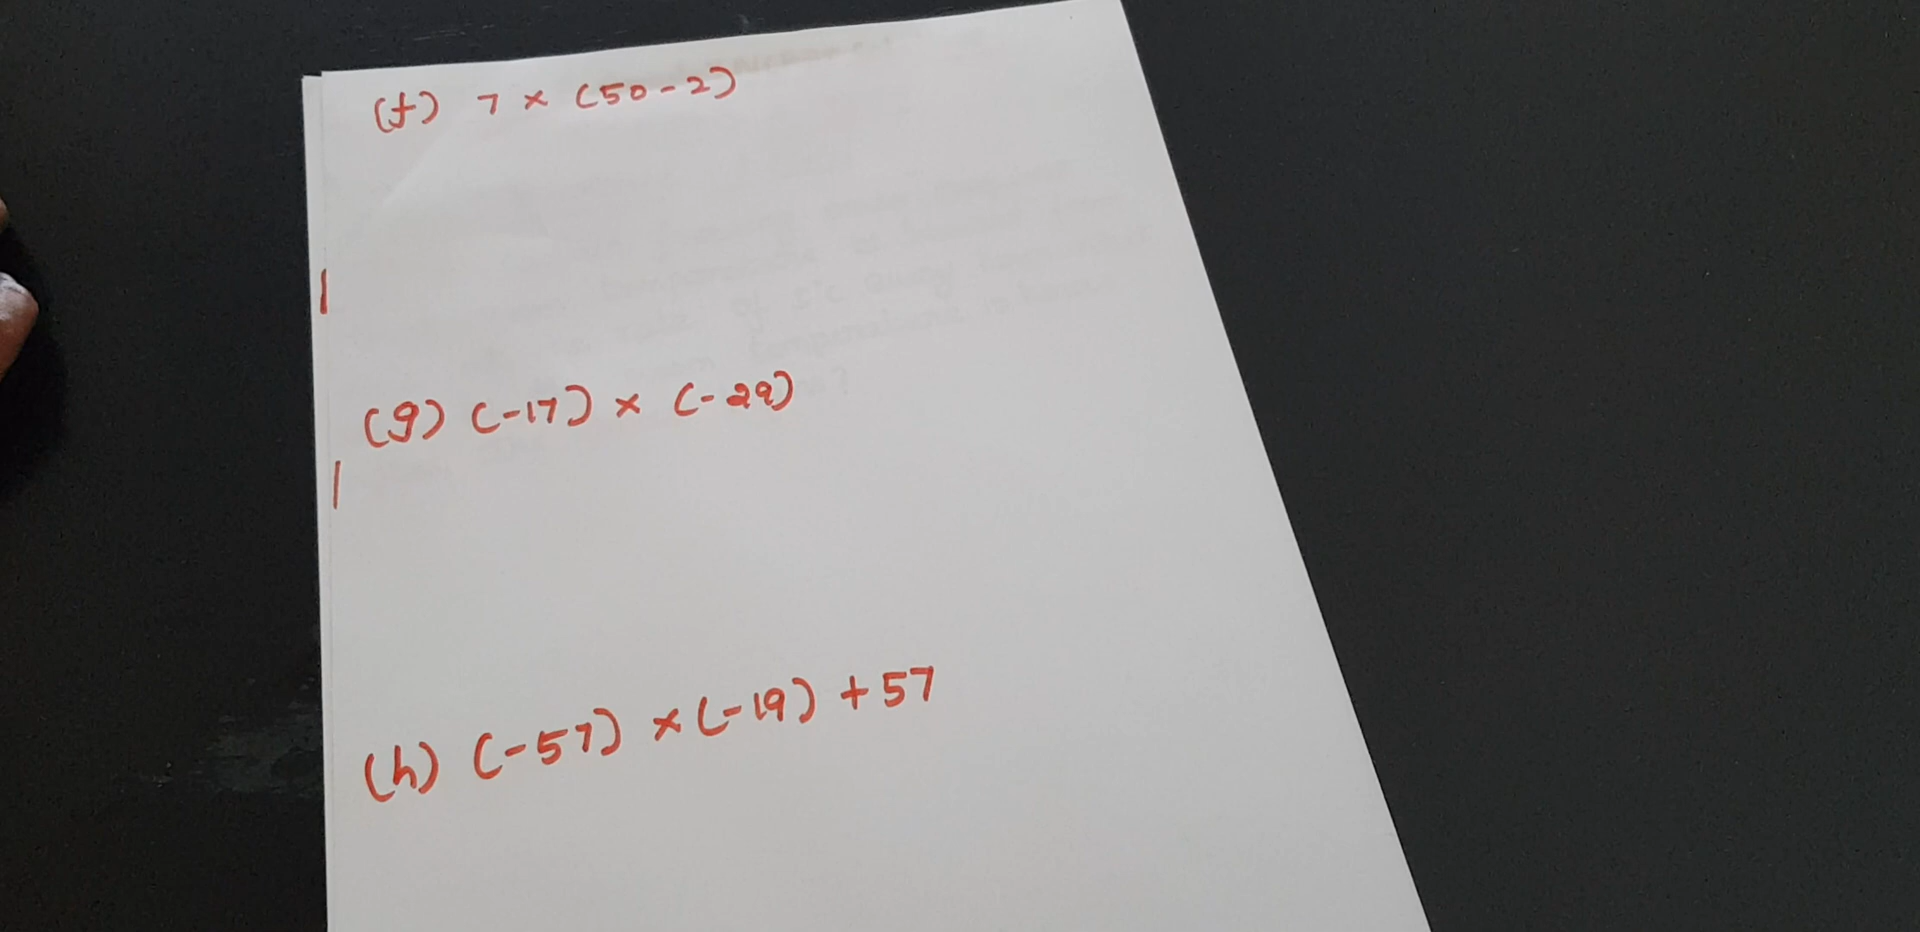 (f) 7 × (50-2)
(g) (-17) × (-29)
(h) (-57) × (-19) + 57